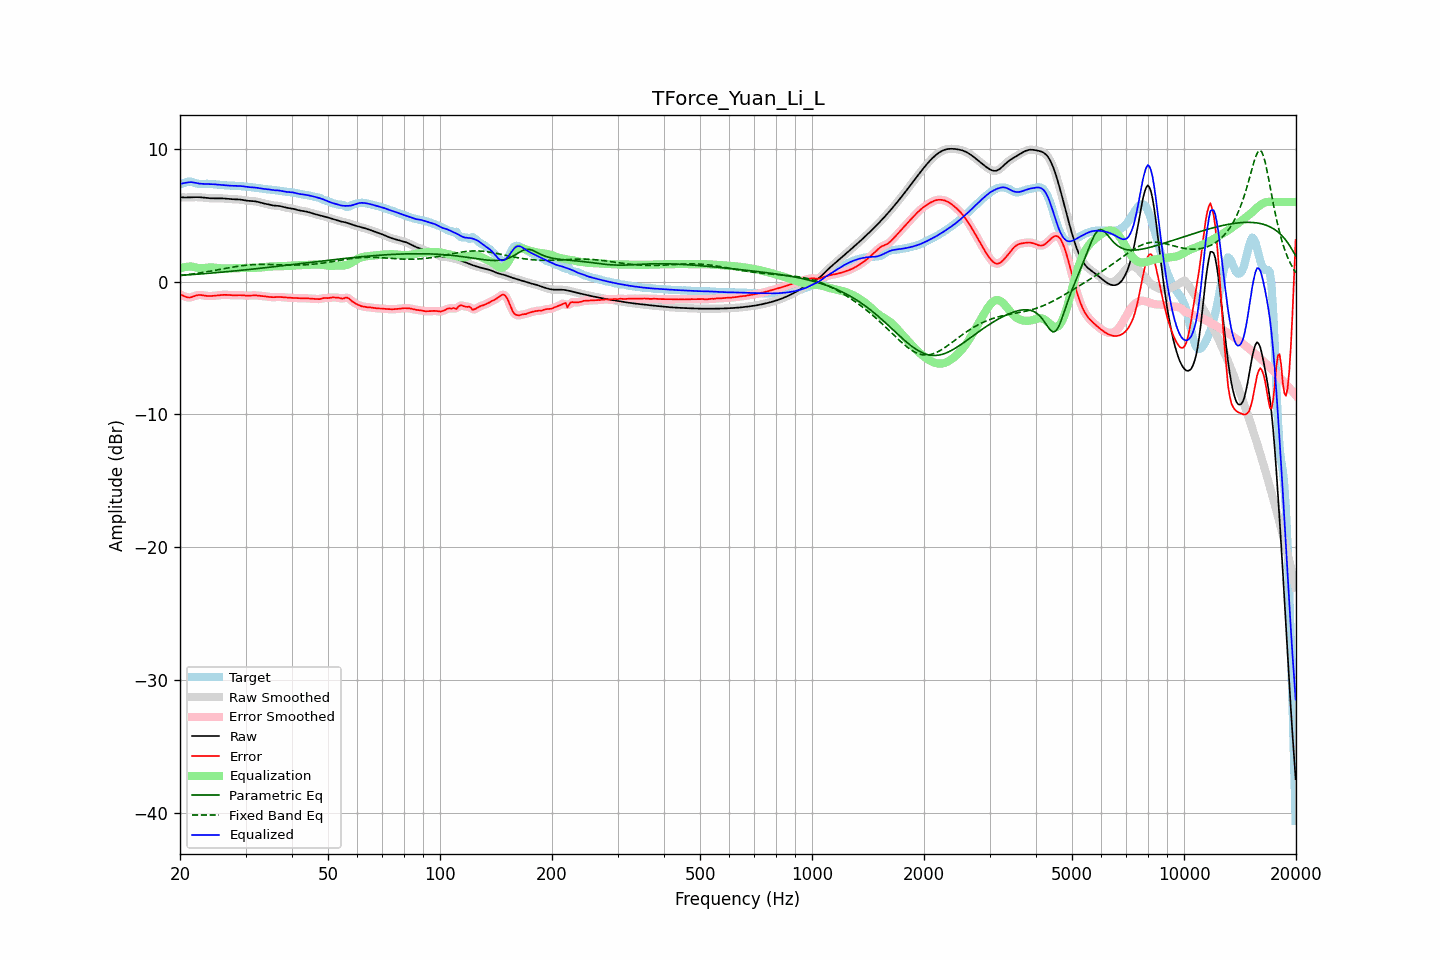 TForce_Yuan_Li_L
10
0
−10
−20
−30
−40
Amplitude (dBr)
Target
Raw Smoothed
Error Smoothed
Raw
Error
Equalization
Parametric Eq
Fixed Band Eq
Equalized
20 50 100 200 500 1000 2000 5000 10000 20000
Frequency (Hz)